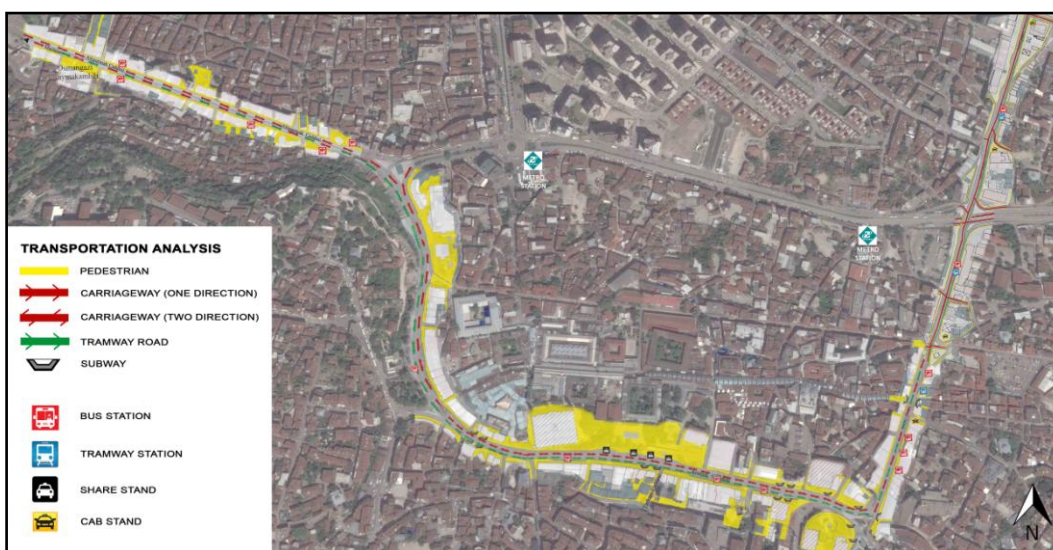 METRO
STATION
METRO
STATION
TRANSPORTATION ANALYSIS
PEDESTRIAN
CARRIAGEWAY (ONE DIRECTION)
CARRIAGEWAY (TWO DIRECTION)
TRAMWAY ROAD
SUBWAY
BUS STATION
TRAMWAY STATION
SHARE STAND
CAB STAND
N